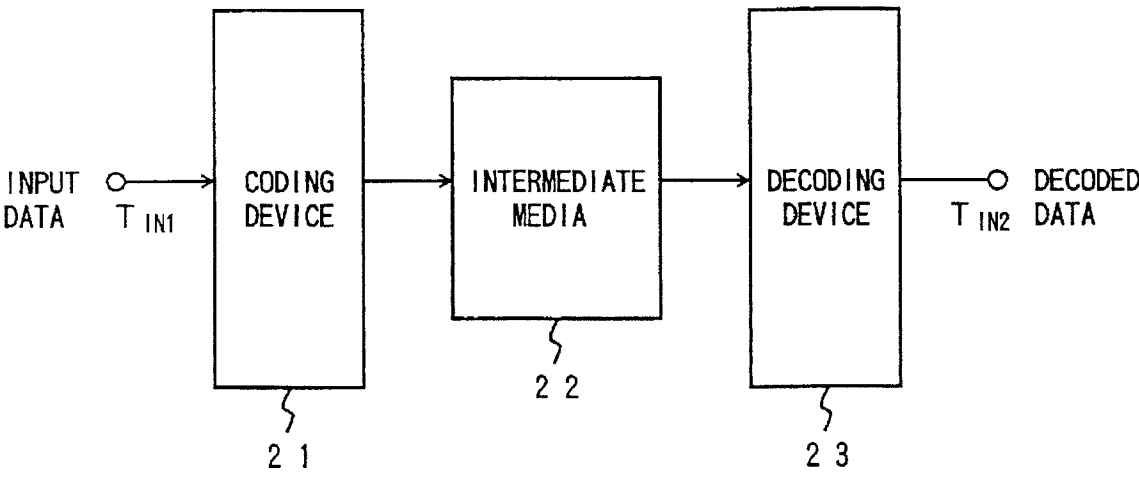 INPUT
DATA
T IN1
CODING
DEVICE
INTERMEDIATE
MEDIA
DECODING
DEVICE
T IN2
DECODED
DATA
2 1
2 2
2 3